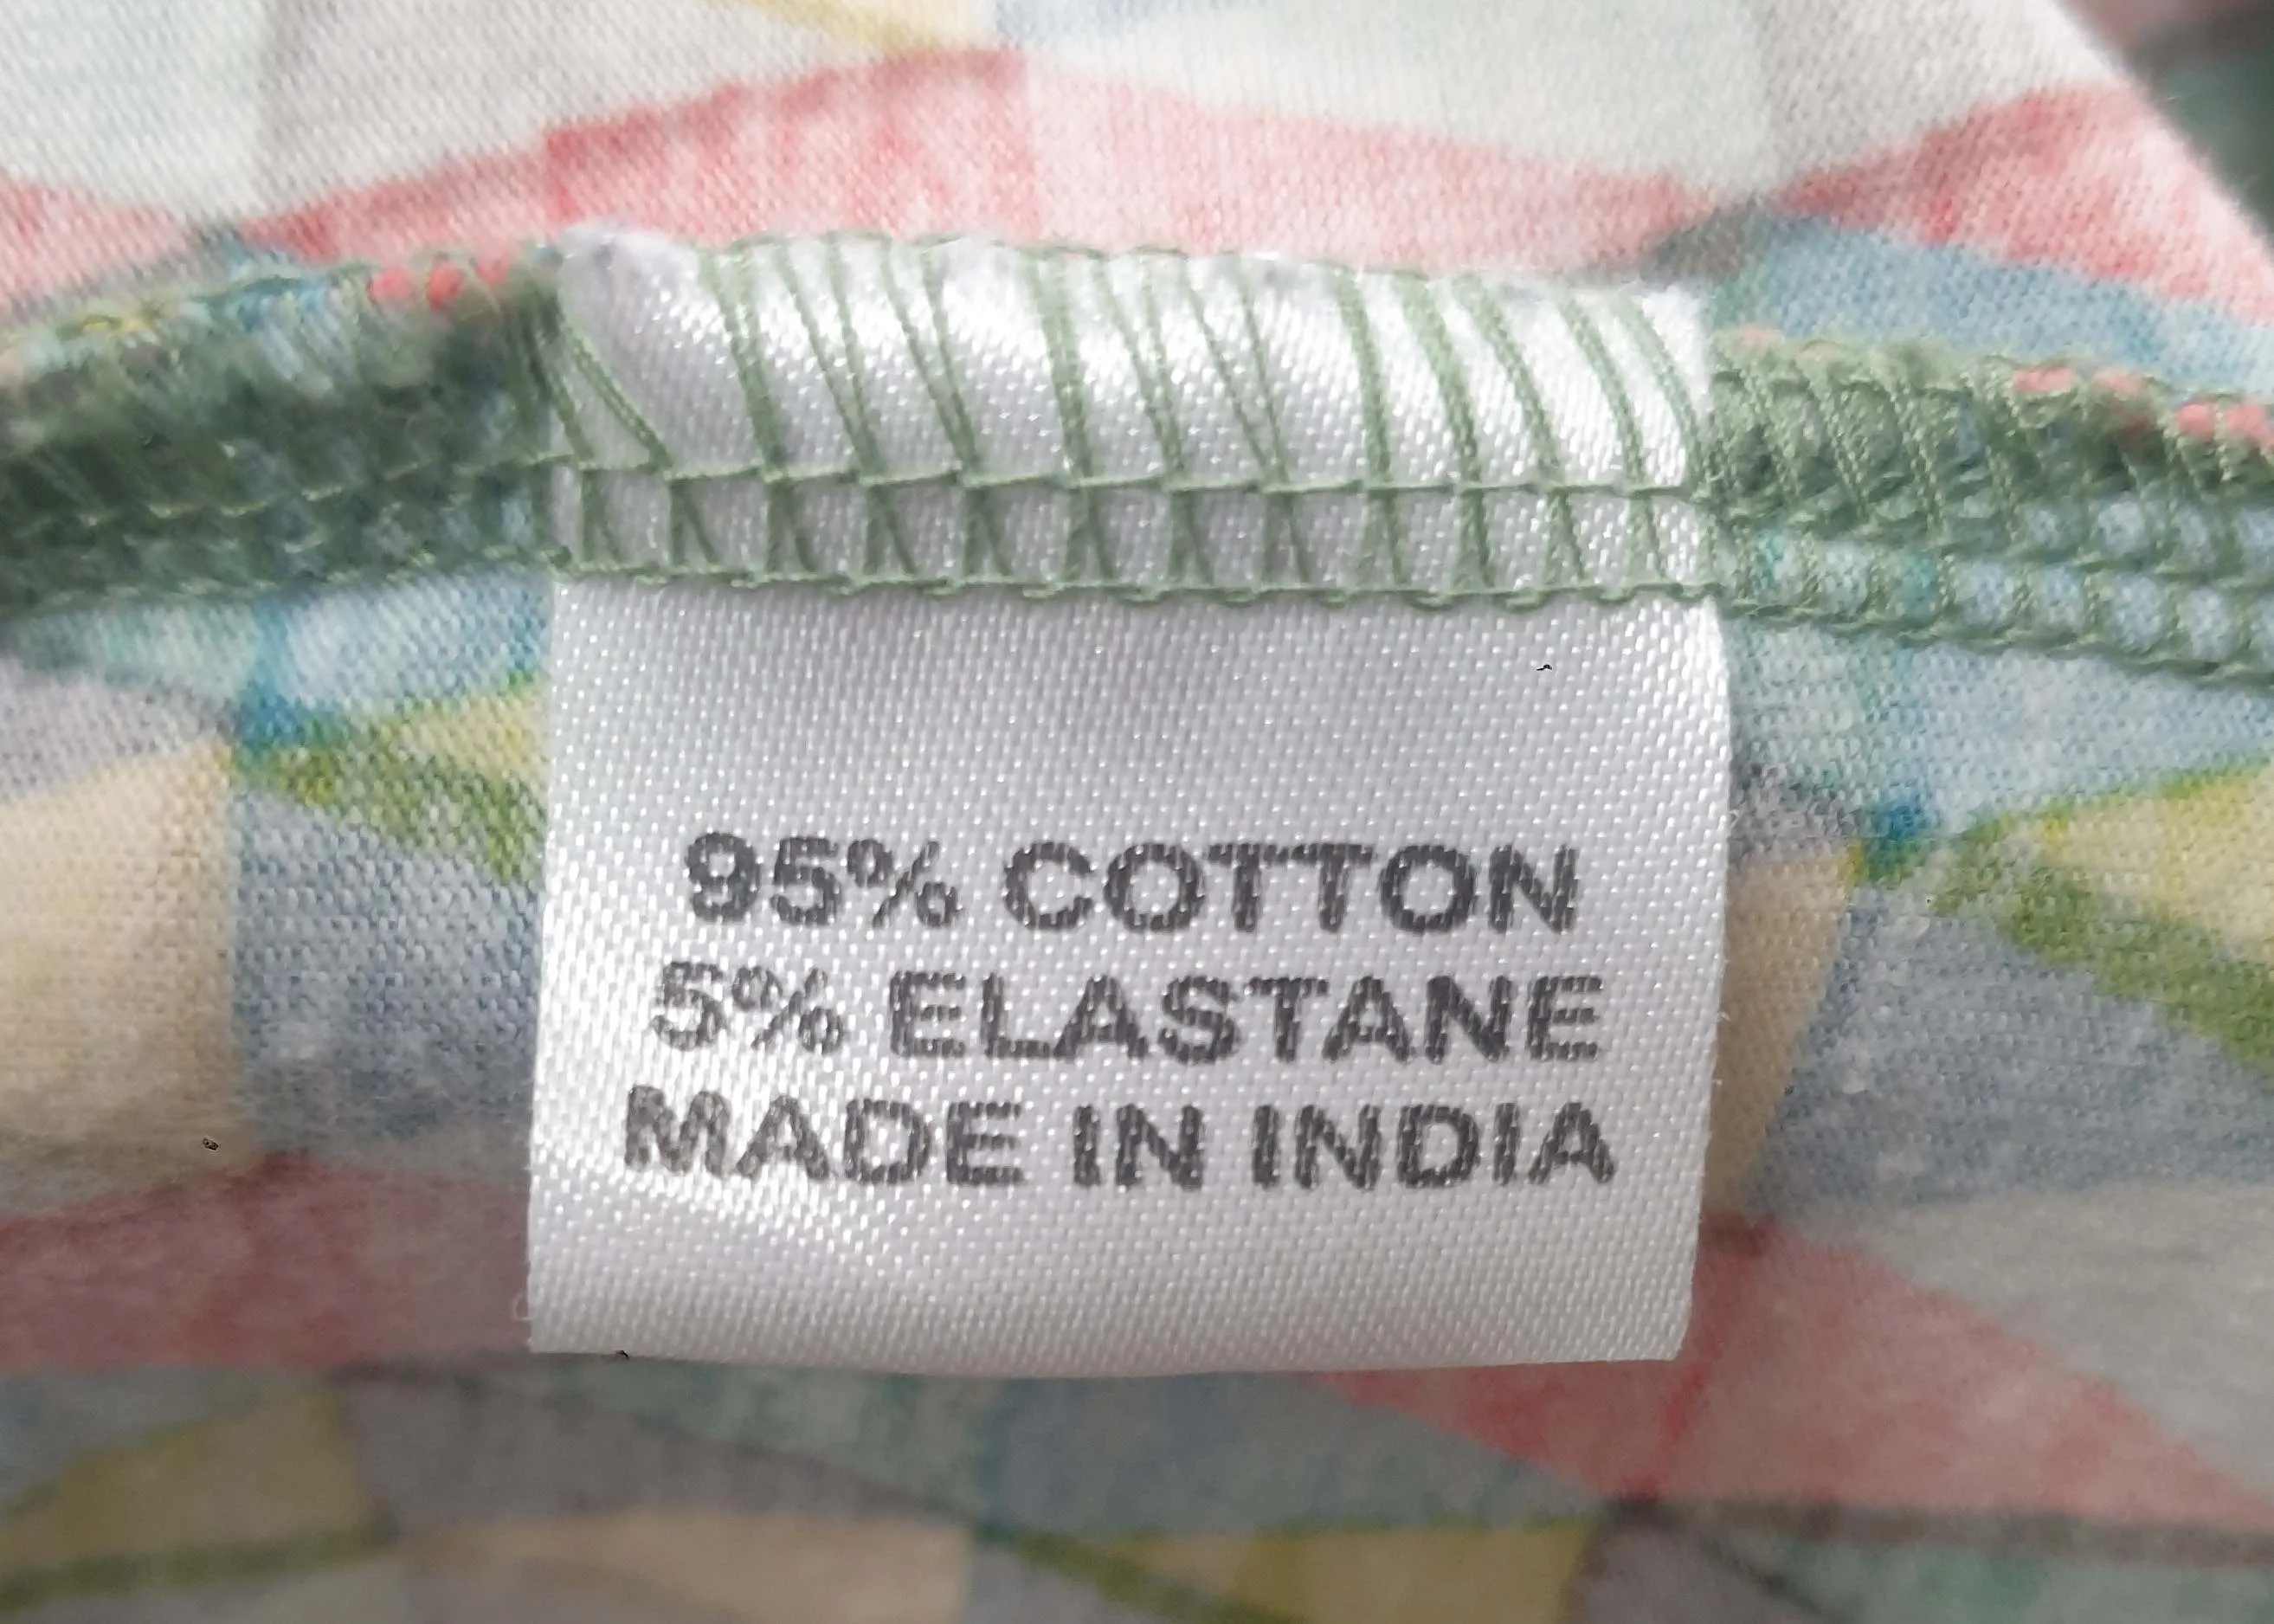 95% COTTON
5% ELASTANE
MADE IN INDIA